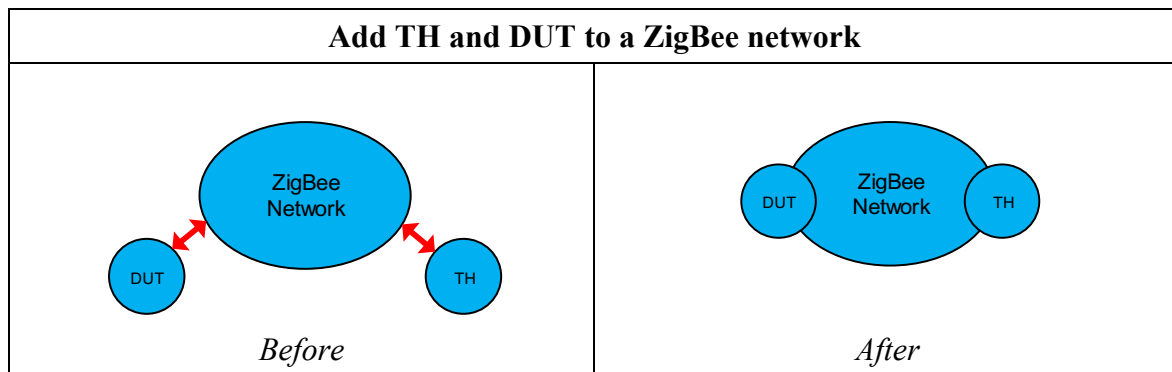 Add TH and DUT to a ZigBee network
ZigBee
Network
DUT
TH
Before
ZigBee
Network
DUT
TH
After